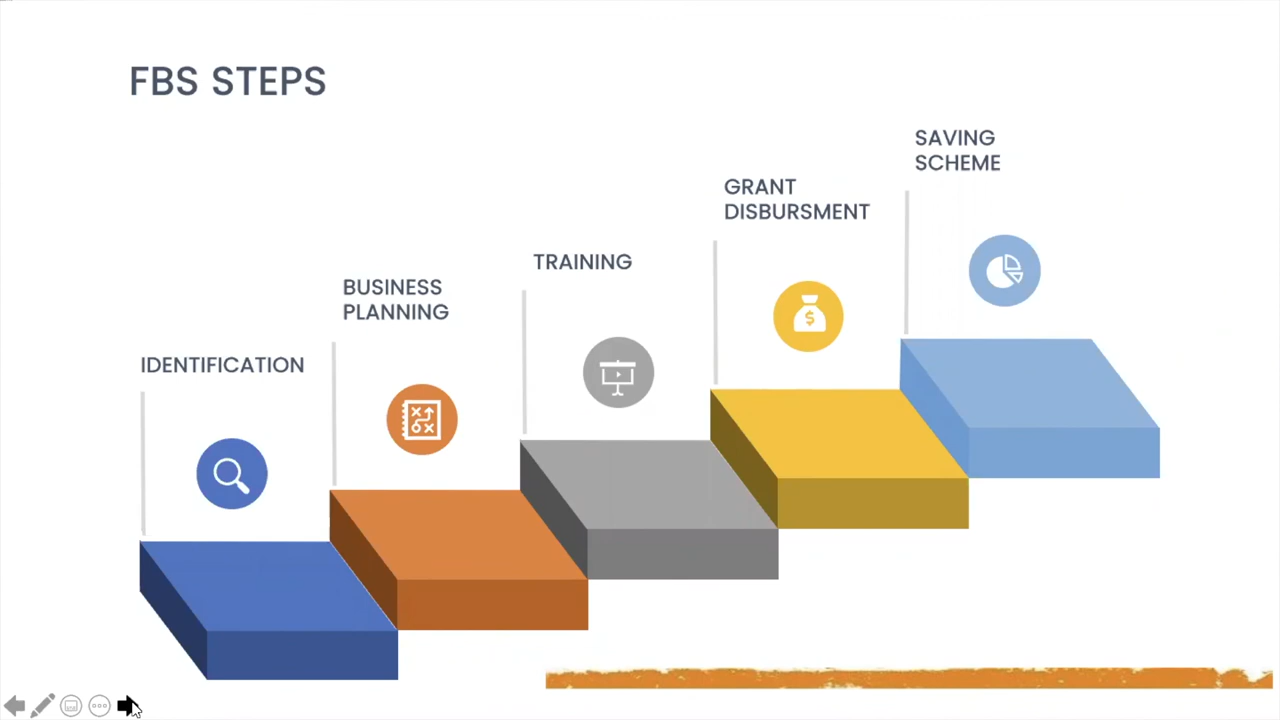 FBS STEPS
IDENTIFICATION
BUSINESS
PLANNING
TRAINING
GRANT
DISBURSMENT
SAVING
SCHEME
$